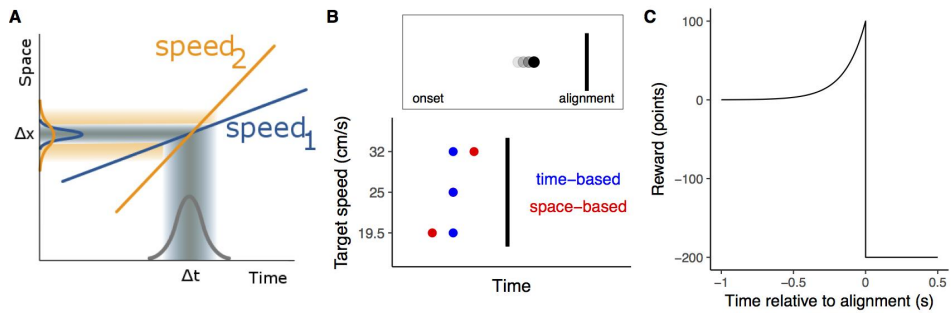 A
Space
speed2
speed1
Δx
Δt
Time
B
onset
alignment
Target speed (cm/s)
32
25
19.5
time−based
space−based
Time
C
Reward (points)
100
0
−100
−200
−1
−0.5
0
0.5
Time relative to alignment (s)